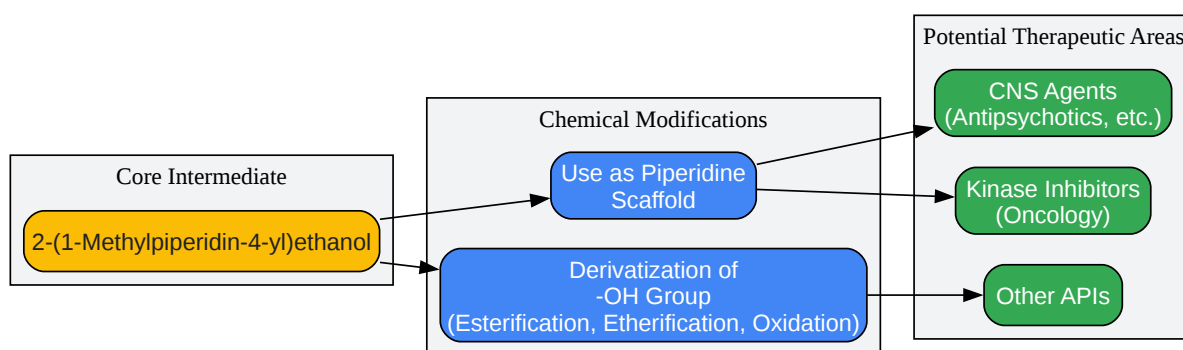 Core Intermediate
2-(1-Methylpiperidin-4-yl)ethanol
Chemical Modifications
Use as Piperidine
Scaffold
Derivatization of
-OH Group
(Esterification, Etherification, Oxidation)
Potential Therapeutic Areas
CNS Agents
(Antipsychotics, etc.)
Kinase Inhibitors
(Oncology)
Other APIs